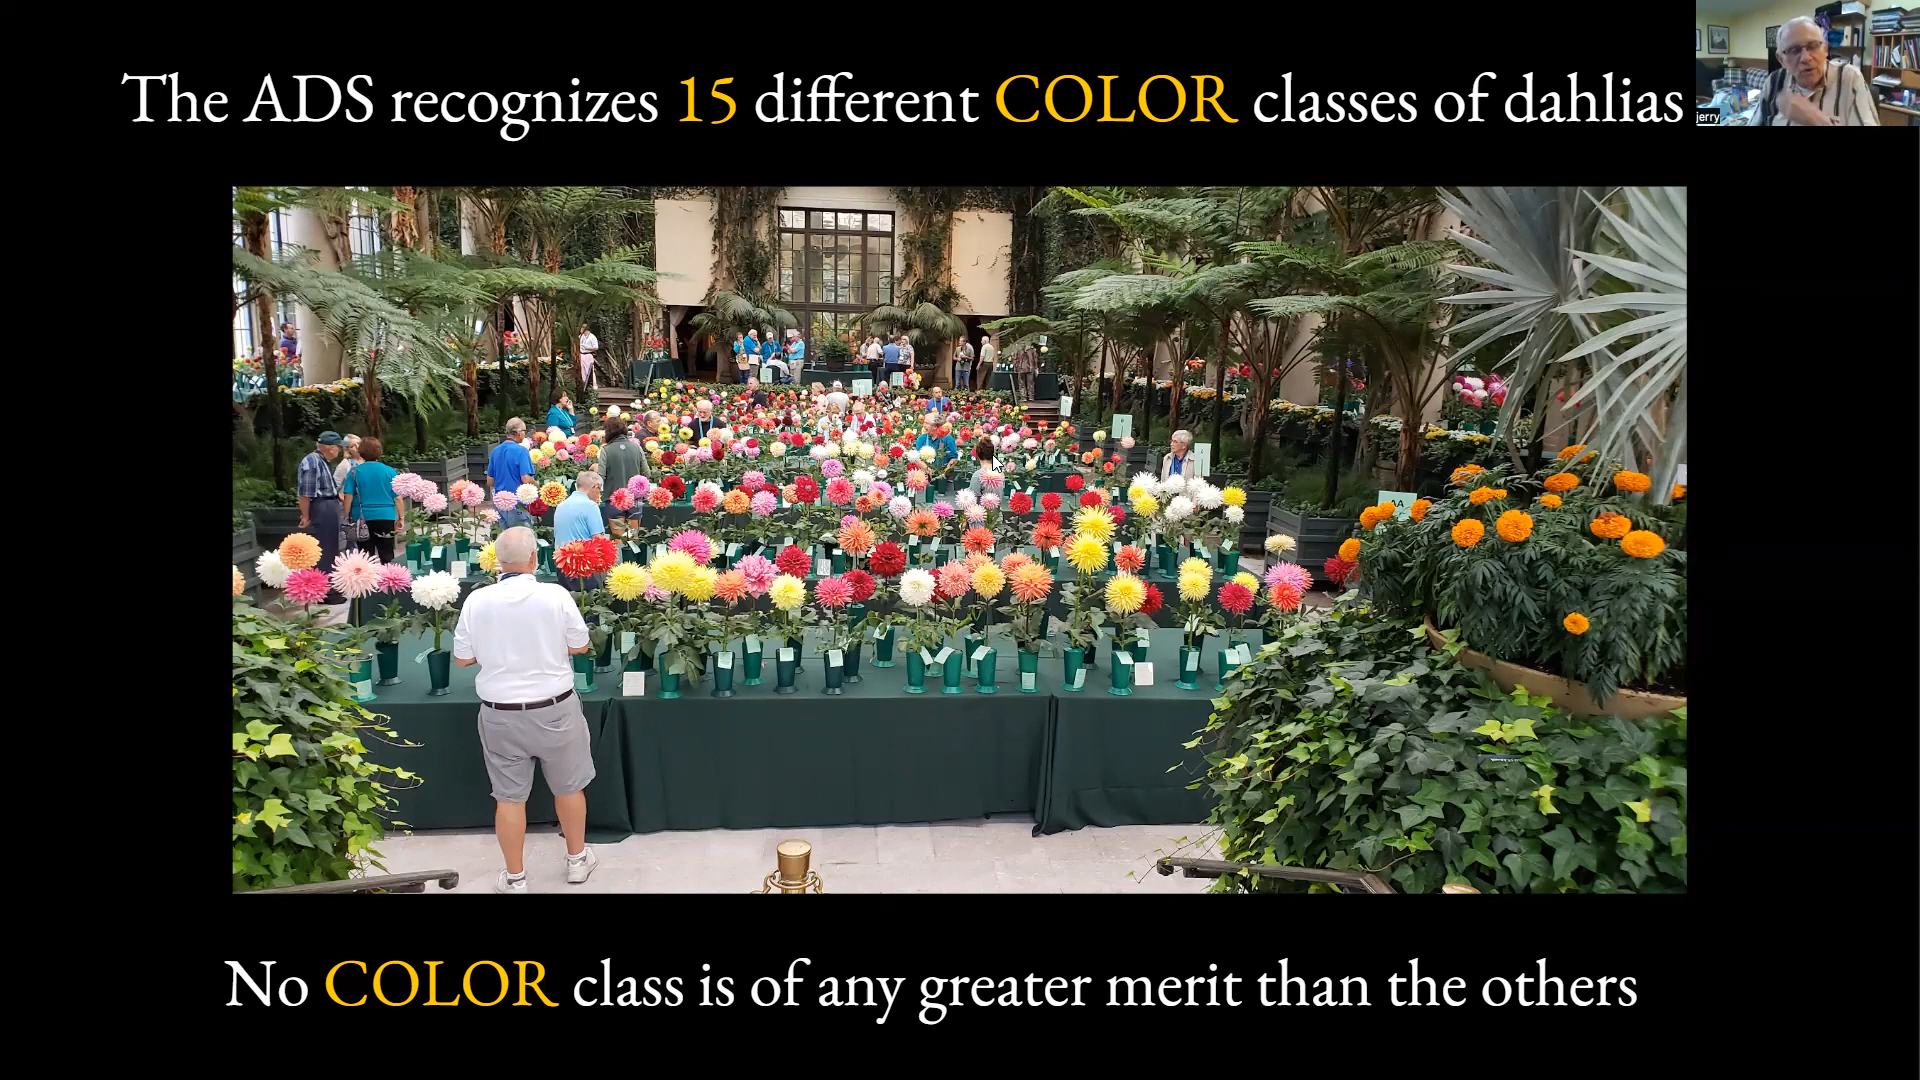 The ADS recognizes 15 different COLOR classes of dahlias
jerry
No COLOR class is of any greater merit than the others